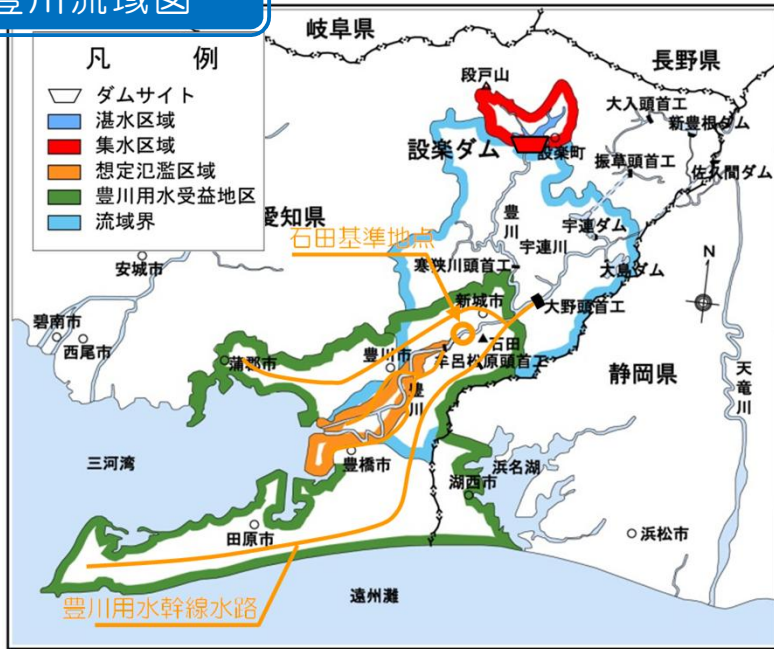 豊川流域図
岐阜県
長野県
凡 例
ダムサイト
湛水区域
集水区域
想定氾濫区域
豊川用水受益地区
流域界
段戸山
大入頭首工
新豊根ダム
設楽ダム
設楽町
振草頭首工
佐久間ダム
愛知県
豊川
宇連ダム
石田基準地点
宇連川
安城市
寒狭川頭首工
大島ダム
N
新城市
大野頭首工
碧南市
西尾市
石田
蒲郡市
豊川市
牟呂松原頭首工
静岡県
天竜川
豊川
三河湾
豊橋市
浜名湖
湖西市
田原市
浜松市
遠州灘
豊川用水幹線水路